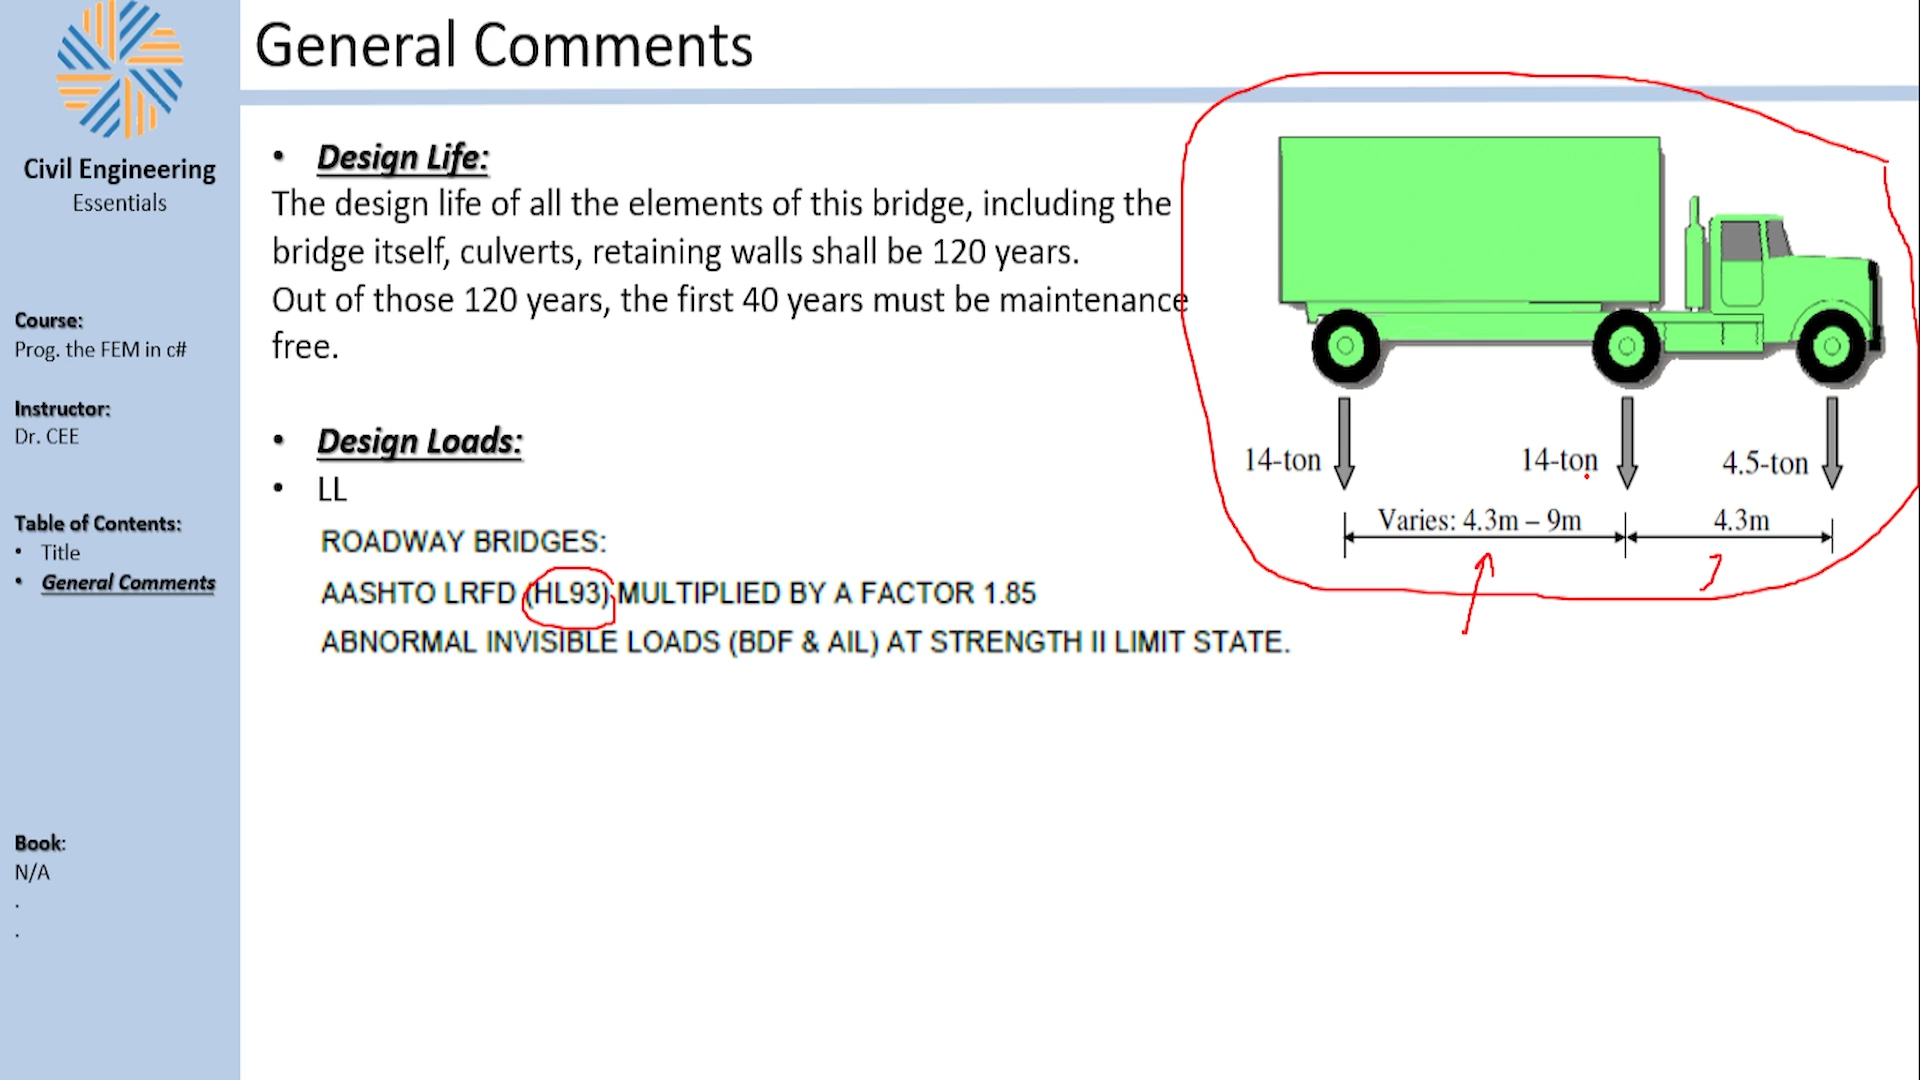 General Comments
Civil Engineering
Essentials
Course:
Prog. the FEM in c#
Instructor:
Dr. CEE
Table of Contents:
• Title
• General Comments
Book:
N/A
.
.
• Design Life:
The design life of all the elements of this bridge, including the
bridge itself, culverts, retaining walls shall be 120 years.
Out of those 120 years, the first 40 years must be maintenance
free.
• Design Loads:
• LL
ROADWAY BRIDGES:
AASHTO LRFD (HL93) MULTIPLIED BY A FACTOR 1.85
ABNORMAL INVISIBLE LOADS (BDF & AIL) AT STRENGTH II LIMIT STATE.
14-ton 14-ton 4.5-ton
Varies: 4.3m – 9m 4.3m